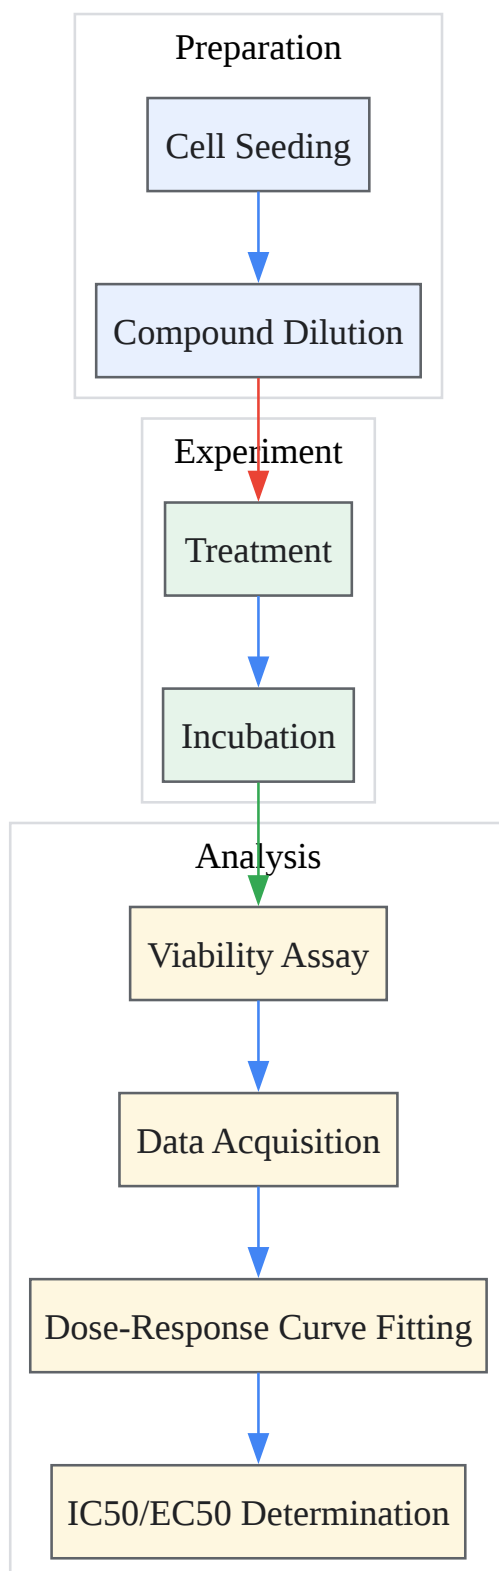 Preparation
Cell Seeding
Compound Dilution
Experiment
Treatment
Incubation
Analysis
Viability Assay
Data Acquisition
Dose-Response Curve Fitting
IC50/EC50 Determination